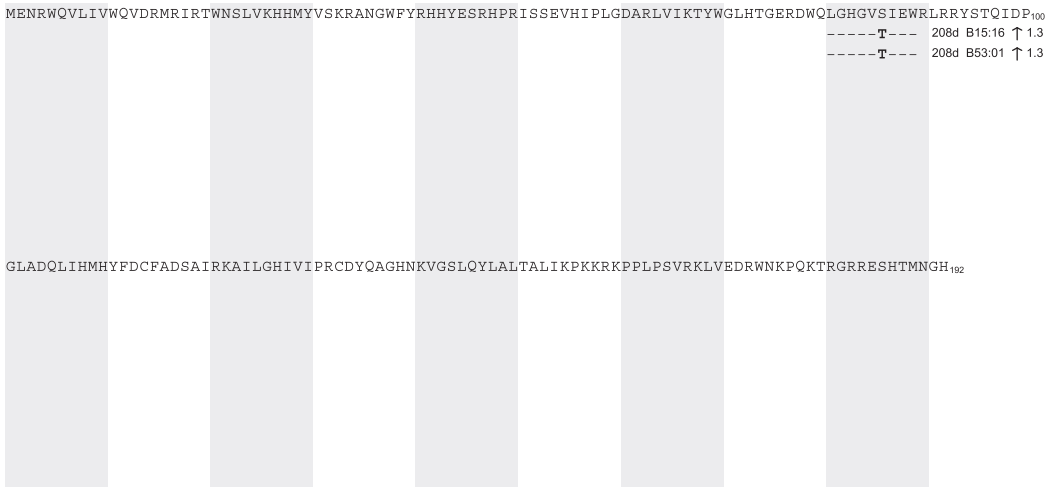 MENRWQVLIVWQVDRMRIRTWNSLVKHHMYVSKRANGWFYRHHYESRHPRISSEVHIPLGDARLVIKTYWGLHTGERDWQLGHGVSIEWRLRRYSTQIDP100
-----T--- 208d B15:16 ↑ 1.3
-----T--- 208d B53:01 ↑ 1.3
GLADQLIHMHYFDCFADSAIRKAILGHIVIPRCDYQAGHNKVGSLQYLALTALIKPKKRKPPLPSVRKLVEDRWNKPQKTRGRRESHTMNGH192